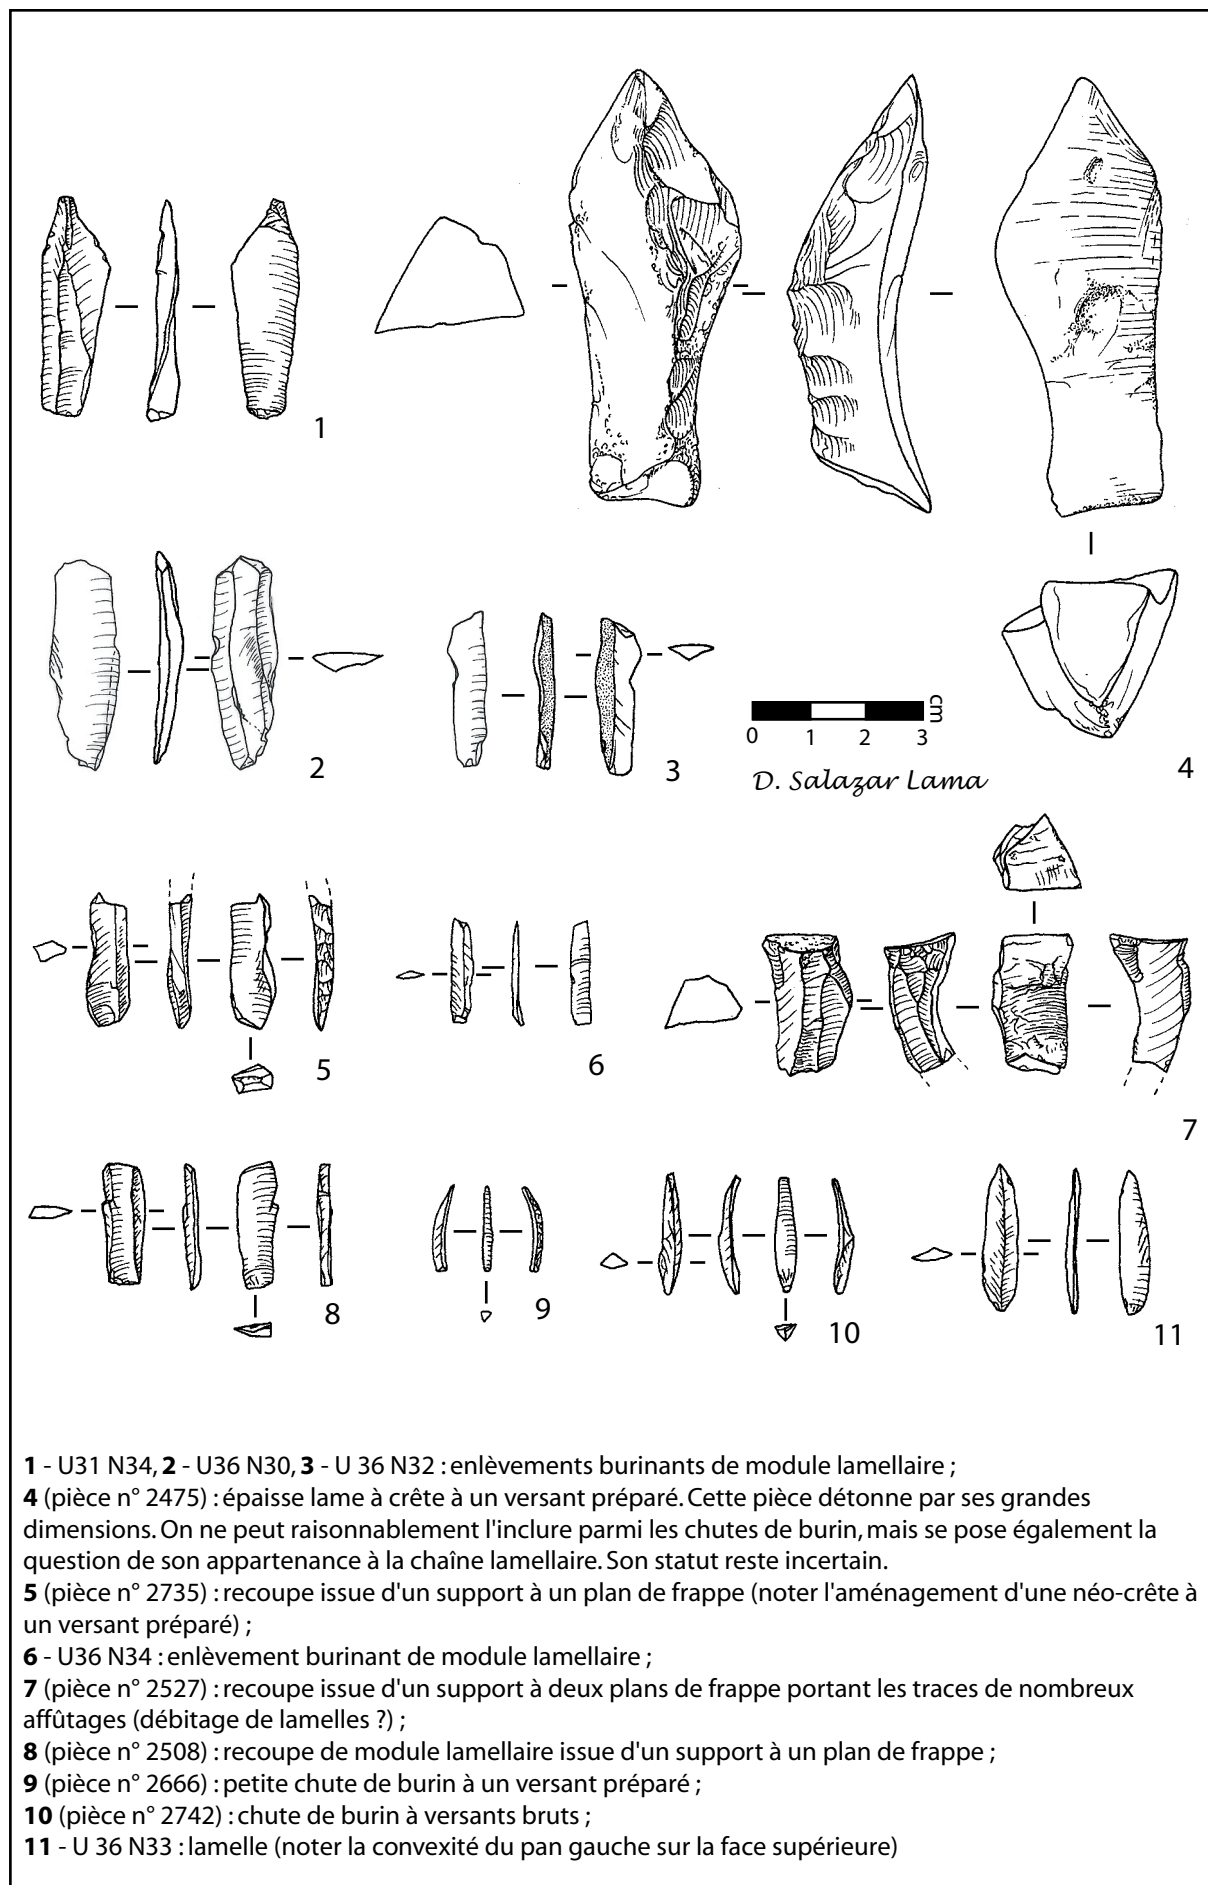 1
2
3
cm
0 1 2 3
D. Salazar Lama
4
5
6
7
8
9
10
11
1 - U31 N34, 2 - U36 N30, 3 - U 36 N32 : enlèvements burinants de module lamellaire ;
4 (pièce n° 2475) : épaisse lame à crête à un versant préparé. Cette pièce détonne par ses grandes
dimensions. On ne peut raisonnablement l'inclure parmi les chutes de burin, mais se pose également la
question de son appartenance à la chaîne lamellaire. Son statut reste incertain.
5 (pièce n° 2735) : recoupe issue d'un support à un plan de frappe (noter l'aménagement d'une néo-crête à
un versant préparé) ;
6 - U36 N34 : enlèvement burinant de module lamellaire ;
7 (pièce n° 2527) : recoupe issue d'un support à deux plans de frappe portant les traces de nombreux
affûtages (débitage de lamelles ?) ;
8 (pièce n° 2508) : recoupe de module lamellaire issue d'un support à un plan de frappe ;
9 (pièce n° 2666) : petite chute de burin à un versant préparé ;
10 (pièce n° 2742) : chute de burin à versants bruts ;
11 - U 36 N33 : lamelle (noter la convexité du pan gauche sur la face supérieure)